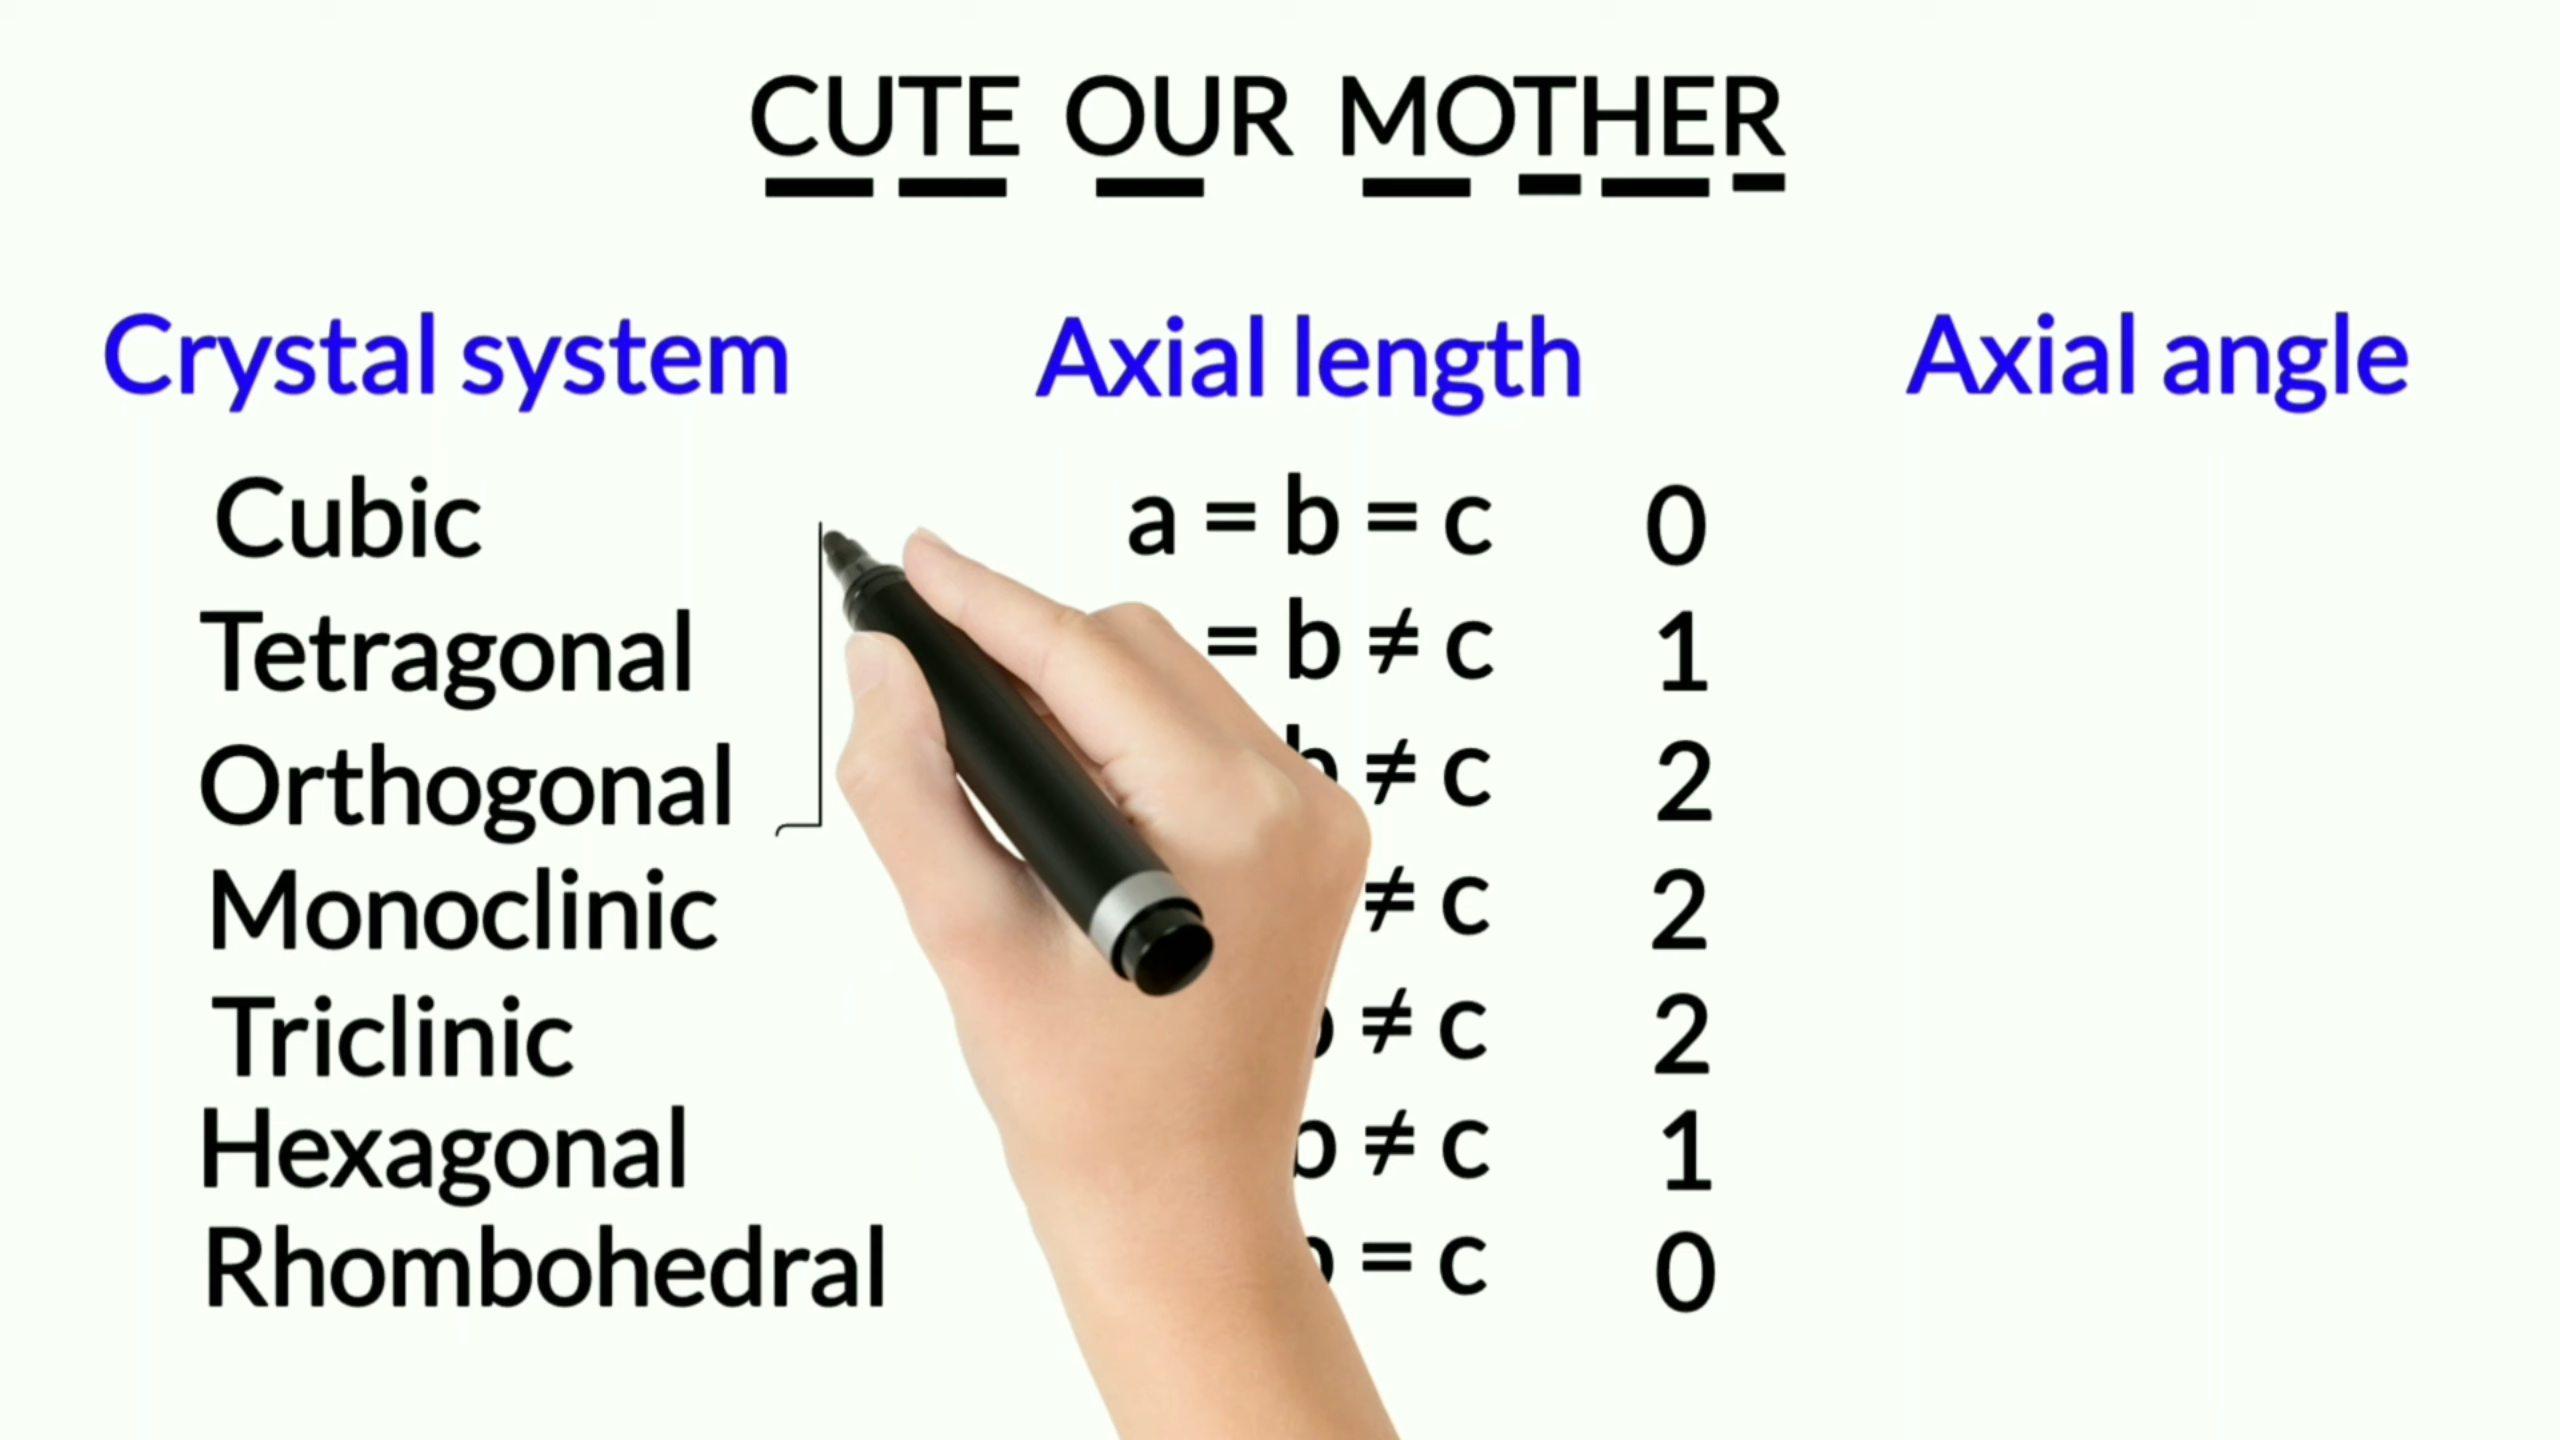 CUTE OUR MOTHER
Crystal system Axial length Axial angle
Cubic a = b = c 0
Tetragonal = b ≠ c 1
Orthogonal b ≠ c 2
Monoclinic ≠ c 2
Triclinic ≠ c 2
Hexagonal b ≠ c 1
Rhombohedral = c 0